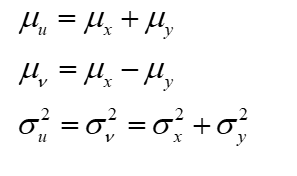 μ_u = μ_x + μ_y
μ_ν = μ_x − μ_y
σ_u^2 = σ_ν^2 = σ_x^2 + σ_y^2